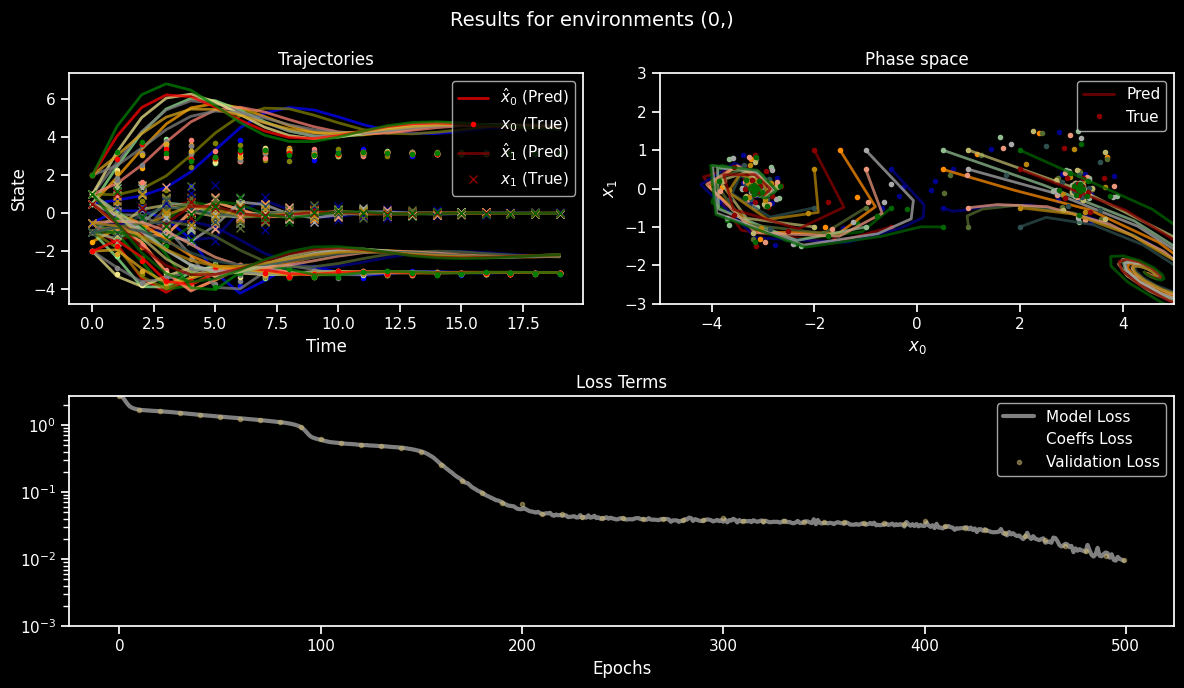 Results for environments (0,)
Trajectories
State
6
4
2
0
−2
−4
x̂₀ (Pred)
x₀ (True)
x̂₁ (Pred)
x₁ (True)
0.0 2.5 5.0 7.5 10.0 12.5 15.0 17.5
Time
Phase space
x₁
3
2
1
0
−1
−2
−3
Pred
True
−4 −2 0 2 4
x₀
Loss Terms
10⁰
10⁻¹
10⁻²
10⁻³
Model Loss
Coeffs Loss
Validation Loss
0 100 200 300 400 500
Epochs